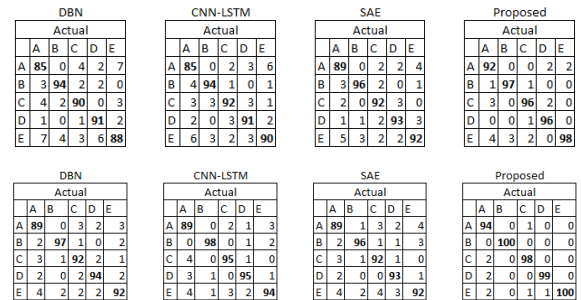 DBN CNN-LSTM SAE Proposed
Actual Actual Actual Actual
A B C D E A B C D E A B C D E A B C D E
A 85 0 4 2 7 A 85 0 2 3 6 A 89 0 2 2 4 A 92 0 0 2 2
B 3 94 2 2 0 B 4 94 1 0 1 B 3 96 2 0 1 B 1 97 1 0 0
C 4 2 90 0 3 C 3 3 92 3 1 C 2 0 92 3 0 C 3 0 96 2 0
D 1 0 1 91 2 D 2 0 3 91 2 D 1 1 2 93 3 D 0 0 1 96 0
E 7 4 3 6 88 E 6 3 2 3 90 E 5 3 2 2 92 E 4 3 2 0 98
DBN CNN-LSTM SAE Proposed
Actual Actual Actual Actual
A B C D E A B C D E A B C D E A B C D E
A 89 0 3 2 3 A 89 0 2 1 3 A 89 1 3 2 4 A 94 0 1 0 0
B 2 97 1 0 2 B 0 98 0 1 2 B 2 96 1 1 3 B 0 100 0 0 0
C 3 1 92 2 1 C 4 0 95 1 0 C 3 1 92 1 0 C 2 0 98 0 0
D 2 0 2 94 2 D 3 1 0 95 1 D 2 0 0 93 1 D 2 0 0 99 0
E 4 2 2 2 92 E 4 1 3 2 94 E 4 2 4 3 92 E 2 0 1 1 100